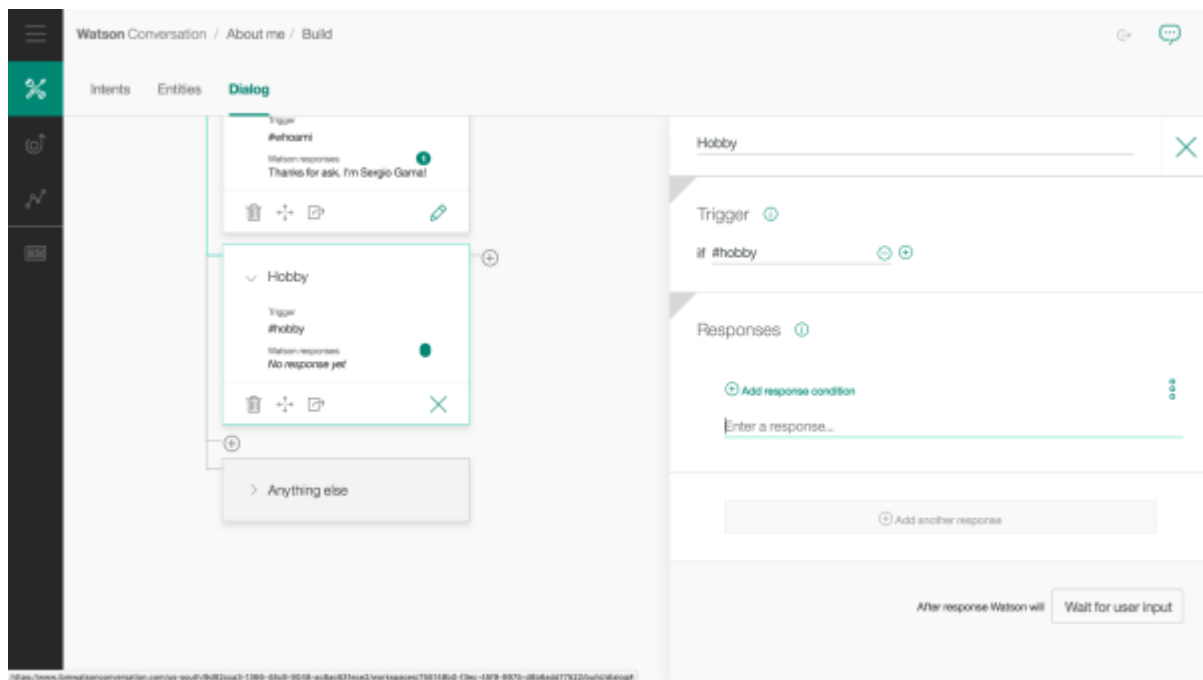 Watson Conversation / About me / Build
Intents Entities Dialog
Trigger
#whoami
Watson responses
1
Thanks for ask, I'm Sergio Gama!
Hobby
Trigger
#hobby
Watson responses
No response yet
Anything else
Hobby
Trigger
if #hobby
Responses
Add response condition
Enter a response...
Add another response
After response Watson will Wait for user input